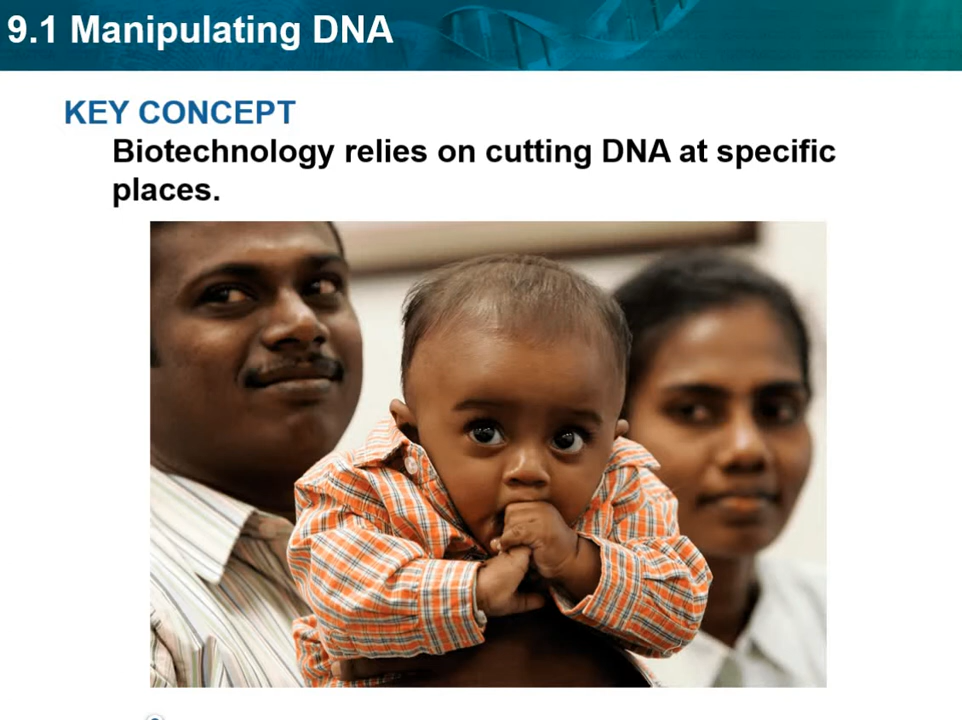 9.1 Manipulating DNA
KEY CONCEPT
Biotechnology relies on cutting DNA at specific
places.